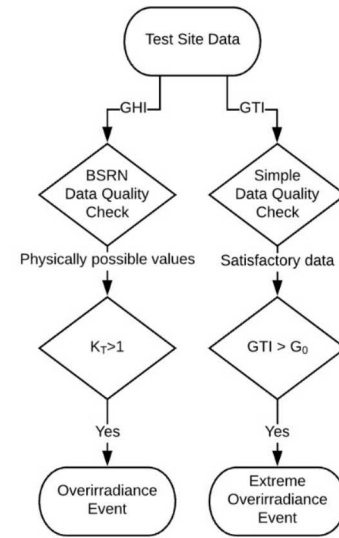 Test Site Data
GHI
GTI
BSRN
Data Quality
Check
Simple
Data Quality
Check
Physically possible values
Satisfactory data
K_T>1
GTI > G₀
Yes
Yes
Overirradiance
Event
Extreme
Overirradiance
Event